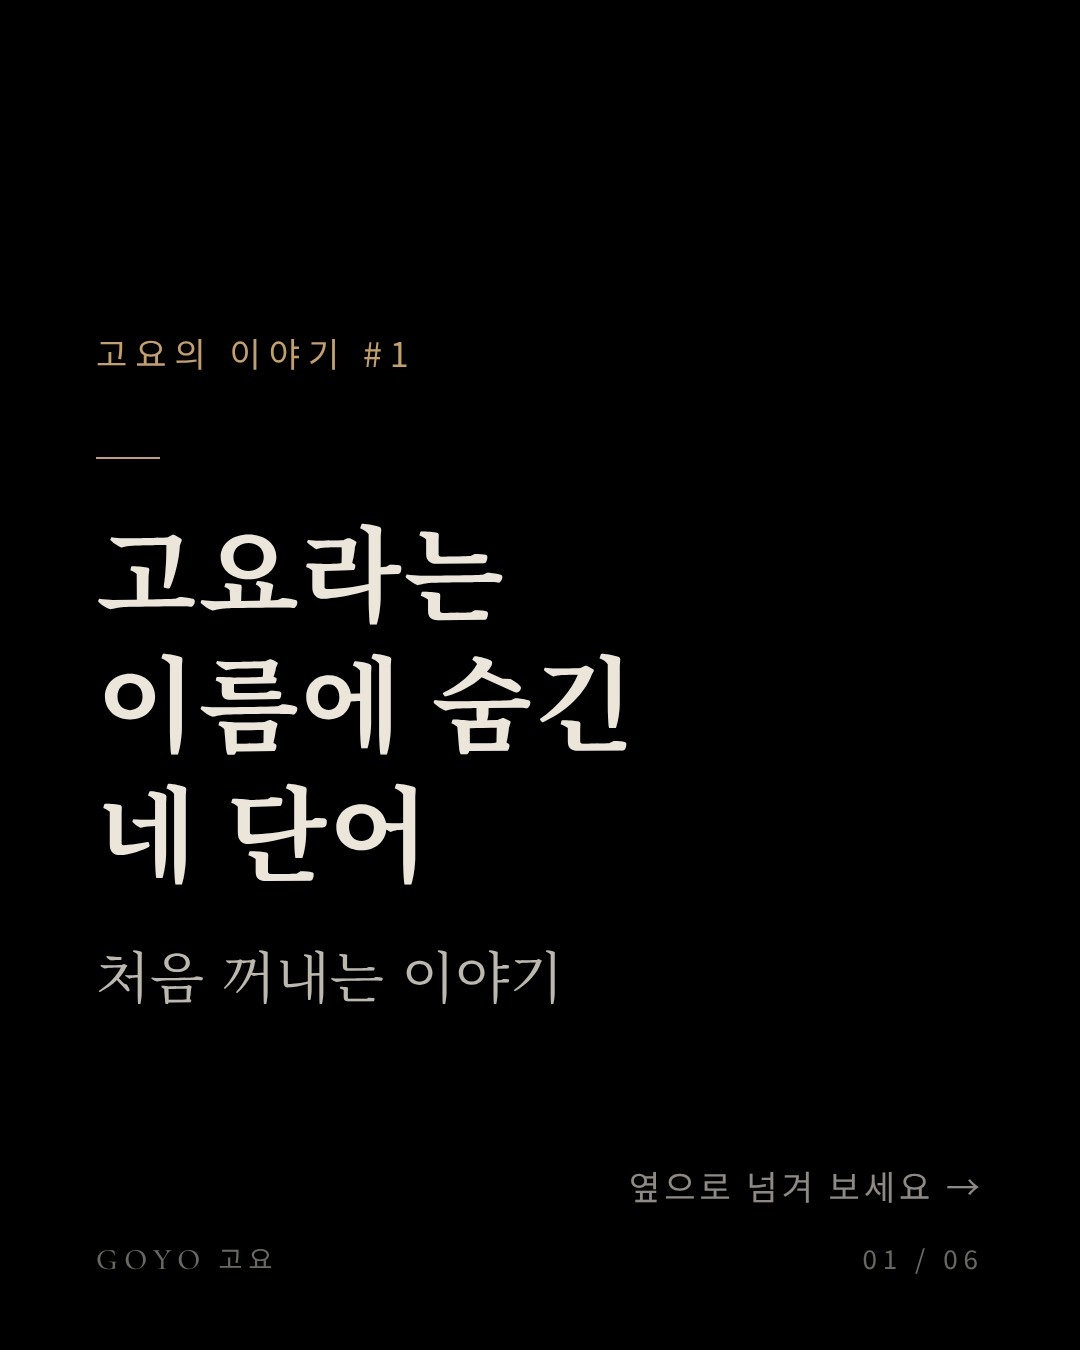 고요의 이야기 #1
고요라는
이름에 숨긴
네 단어
처음 꺼내는 이야기
옆으로 넘겨 보세요 →
GOYO 고요
01 / 06